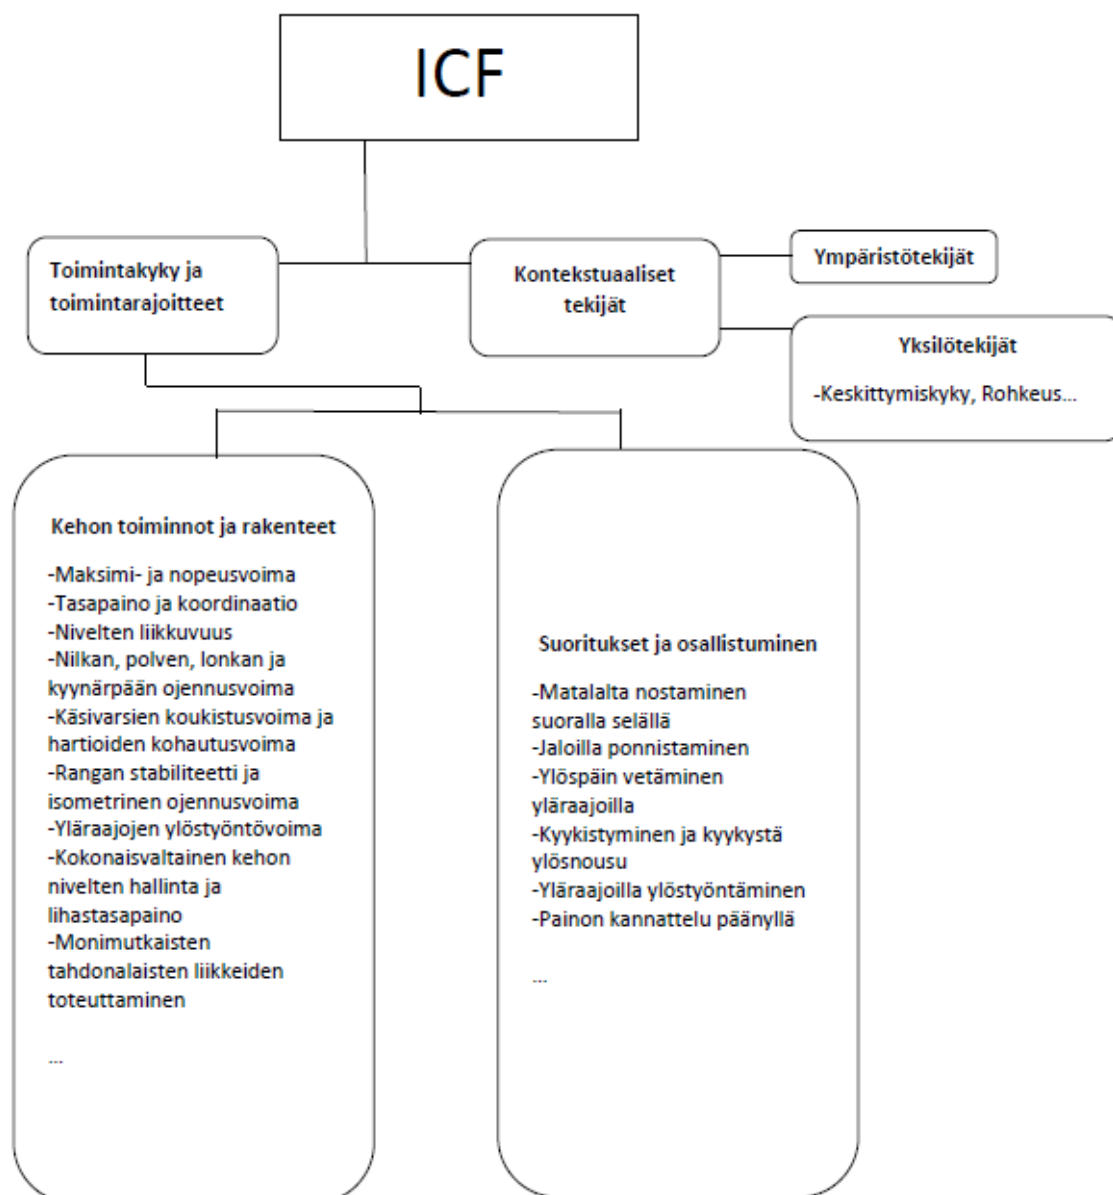 ICF
Toimintakyky ja
toimintarajoitteet
Kontekstuaaliset
tekijät
Ympäristötekijät
Yksilötekijät
-Keskittymiskyky, Rohkeus...
Kehon toiminnot ja rakenteet
-Maksimi- ja nopeusvoima
-Tasapaino ja koordinaatio
-Nivelten liikkuvuus
-Nilkan, polven, lonkan ja
kyynärpään ojennusvoima
-Käsivarsien koukistusvoima ja
hartioiden kohautusvoima
-Rangan stabiliteetti ja
isometrinen ojennusvoima
-Yläraajojen ylöstyöntövoima
-Kokonaisvaltainen kehon
nivelten hallinta ja
lihastasapaino
-Monimutkaisten
tahdonalaisten liikkeiden
toteuttaminen
...
Suoritukset ja osallistuminen
-Matalalta nostaminen
suoralla selällä
-Jaloilla ponnistaminen
-Ylöspäin vetäminen
yläraajoilla
-Kyykistyminen ja kyykystä
ylösnousu
-Yläraajoilla ylöstyöntäminen
-Painon kannattelu päänyllä
...